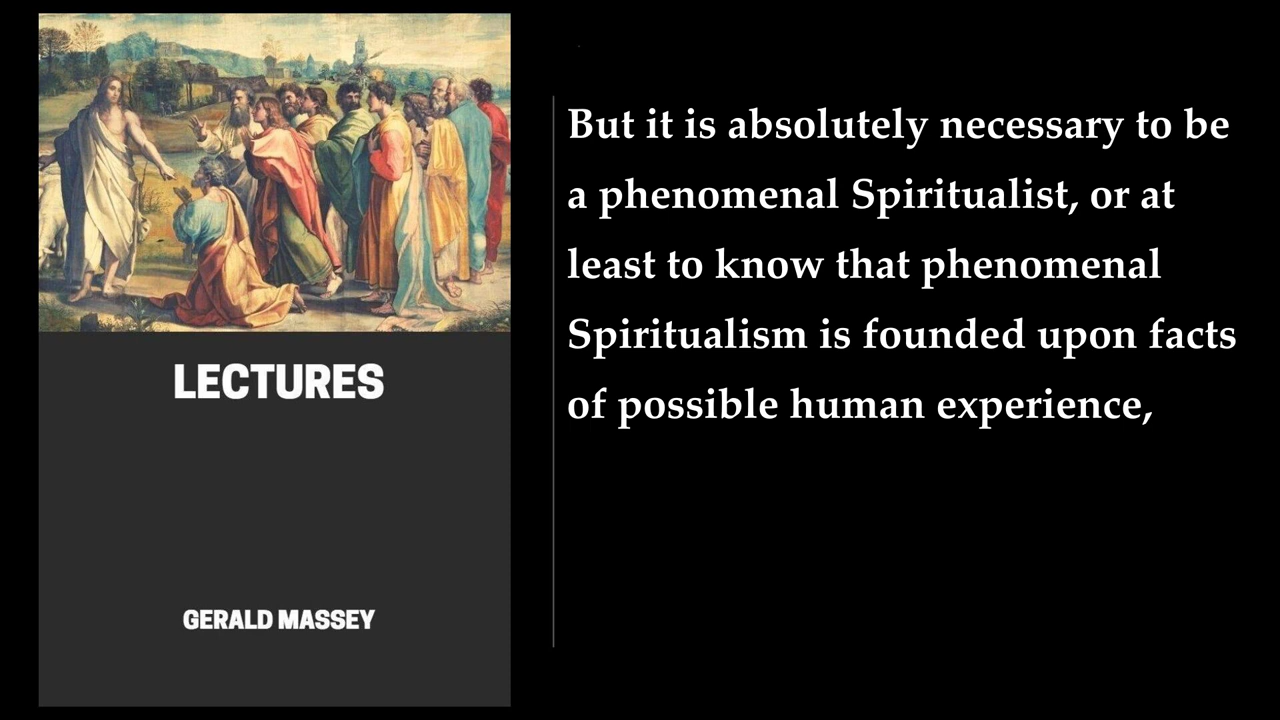 LECTURES
GERALD MASSEY
But it is absolutely necessary to be
a phenomenal Spiritualist, or at
least to know that phenomenal
Spiritualism is founded upon facts
of possible human experience,